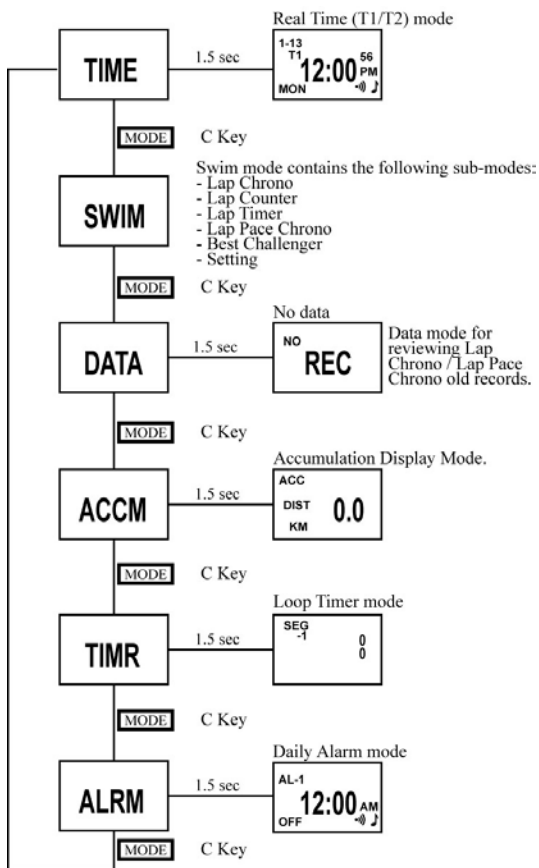 Real Time (T1/T2) mode
TIME
1.5 sec
1-13
T1
12:00
56
PM
MON
MODE C Key
SWIM
Swim mode contains the following sub-modes:
- Lap Chrono
- Lap Counter
- Lap Timer
- Lap Pace Chrono
- Best Challenger
- Setting
MODE C Key
No data
DATA
1.5 sec
NO
REC
Data mode for
reviewing Lap
Chrono / Lap Pace
Chrono old records.
MODE C Key
Accumulation Display Mode.
ACCM
1.5 sec
ACC
DIST 0.0
KM
MODE C Key
Loop Timer mode
TIMR
1.5 sec
SEG
-1 0
0
MODE C Key
Daily Alarm mode
ALRM
1.5 sec
AL-1
12:00 AM
OFF
MODE C Key